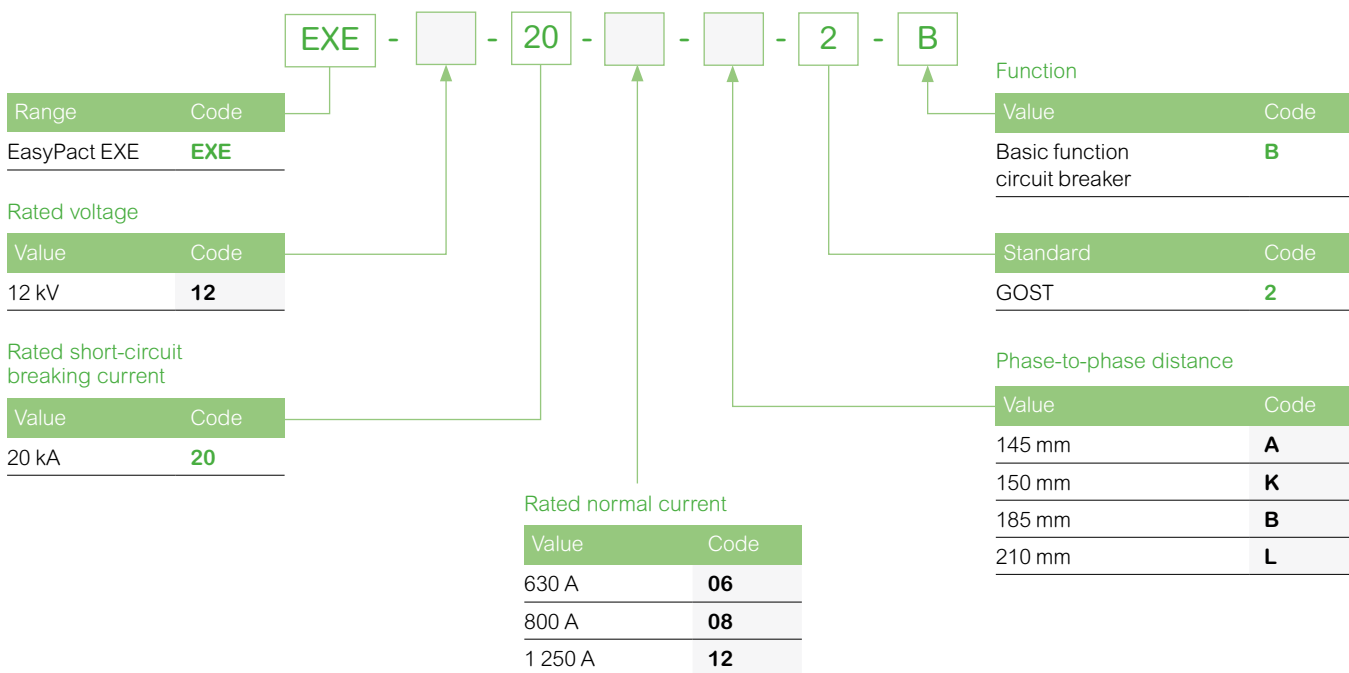 EXE - - 20 - - - 2 - B
Range Code
EasyPact EXE EXE
Rated voltage
Value Code
12 kV 12
Rated short-circuit
breaking current
Value Code
20 kA 20
Rated normal current
Value Code
630 A 06
800 A 08
1 250 A 12
Function
Value Code
Basic function B
circuit breaker
Standard Code
GOST 2
Phase-to-phase distance
Value Code
145 mm A
150 mm K
185 mm B
210 mm L